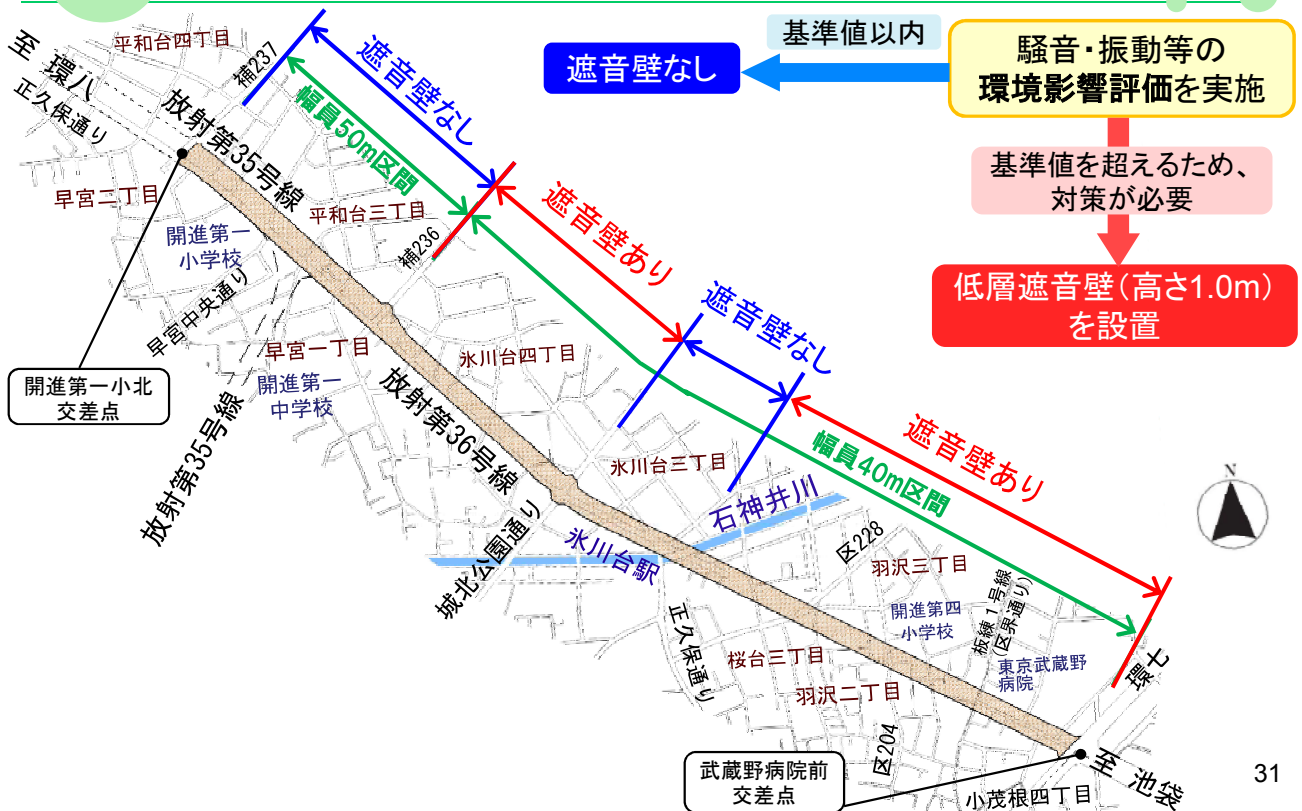 基準値以内
遮音壁なし
騒音・振動等の
環境影響評価を実施
基準値を超えるため、
対策が必要
低層遮音壁（高さ1.0m）
を設置
至 環八
正久保通り
平和台四丁目
補237
遮音壁なし
幅員50m区間
放射第35号線
早宮二丁目
開進第一
小学校
平和台三丁目
補236
遮音壁あり
早宮中央通り
早宮一丁目
開進第一
中学校
開進第一小北
交差点
放射第35号線
放射第36号線
氷川台四丁目
遮音壁なし
遮音壁あり
幅員40m区間
氷川台三丁目
石神井川
城北公園通り
氷川台駅
区228
羽沢三丁目
開進第四
小学校
板練1号線
(区界通り)
東京武蔵野
病院
環七
正久保通り
桜台三丁目
羽沢二丁目
区204
武蔵野病院前
交差点
至 池袋
小茂根四丁目
N
31